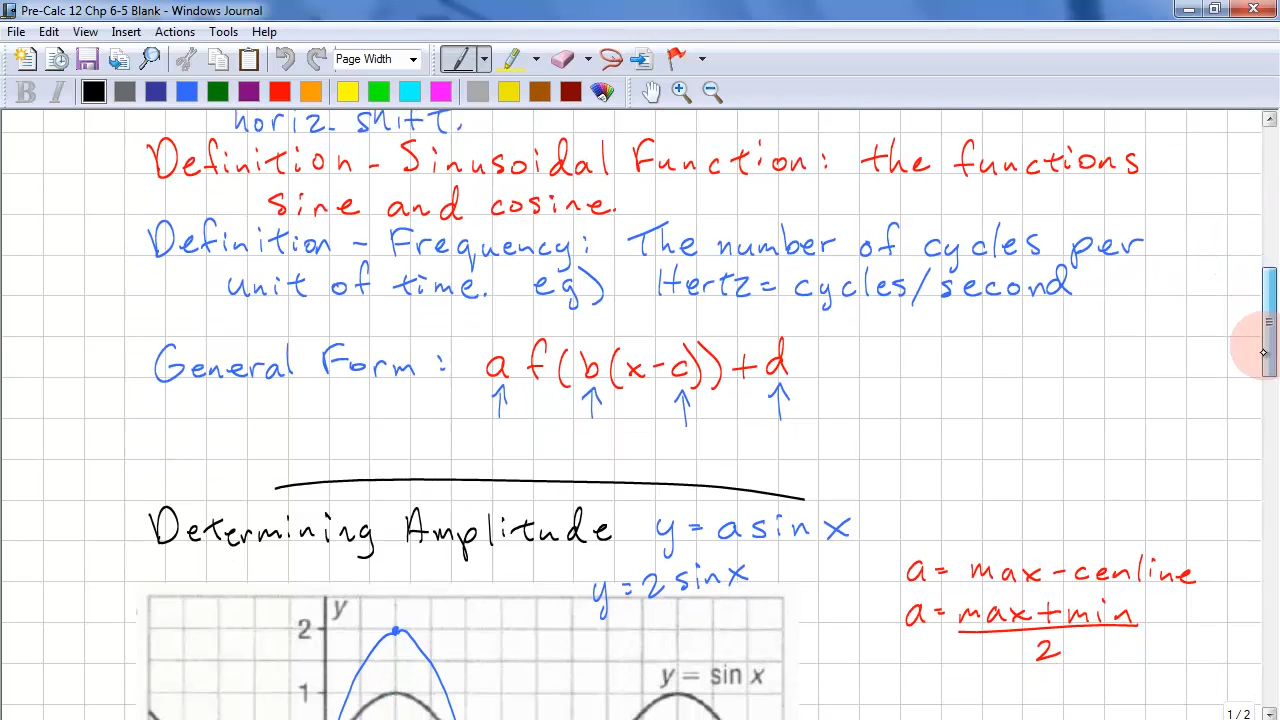 Pre-Calc 12 Chp 6-5 Blank - Windows Journal
File Edit View Insert Actions Tools Help
Page Width
B I
horiz. shift.
Definition - Sinusoidal Function: the functions
sine and cosine.
Definition - Frequency: The number of cycles per
unit of time. eg) Hertz = cycles/second
General Form: a f(b(x-c))+d
Determining Amplitude y = a sin x
y = 2 sin x
a = max - cenline
a = max + min
2
y
2
y = sin x
1
1 / 2